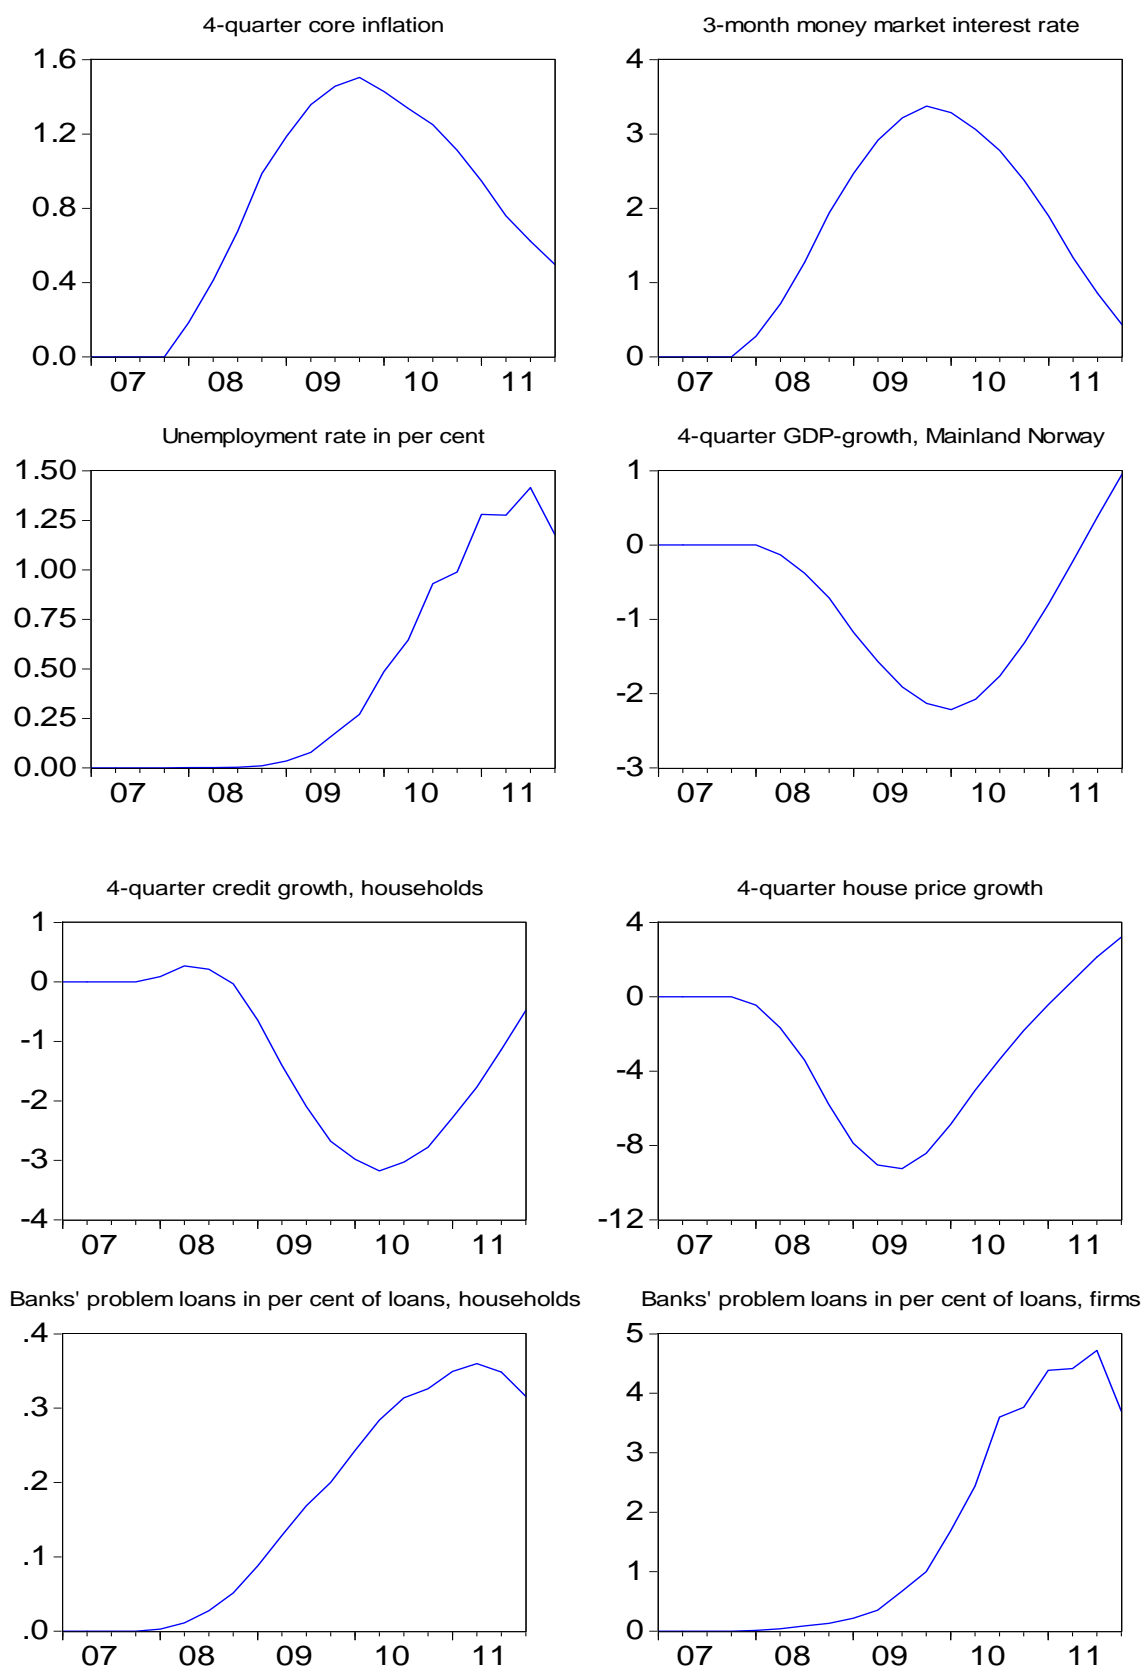 4-quarter core inflation
1.6
1.2
0.8
0.4
0.0
07 08 09 10 11
3-month money market interest rate
4
3
2
1
0
07 08 09 10 11
Unemployment rate in per cent
1.50
1.25
1.00
0.75
0.50
0.25
0.00
07 08 09 10 11
4-quarter GDP-growth, Mainland Norway
1
0
-1
-2
-3
07 08 09 10 11
4-quarter credit growth, households
1
0
-1
-2
-3
-4
07 08 09 10 11
4-quarter house price growth
4
0
-4
-8
-12
07 08 09 10 11
Banks' problem loans in per cent of loans, households
.4
.3
.2
.1
.0
07 08 09 10 11
Banks' problem loans in per cent of loans, firms
5
4
3
2
1
0
07 08 09 10 11